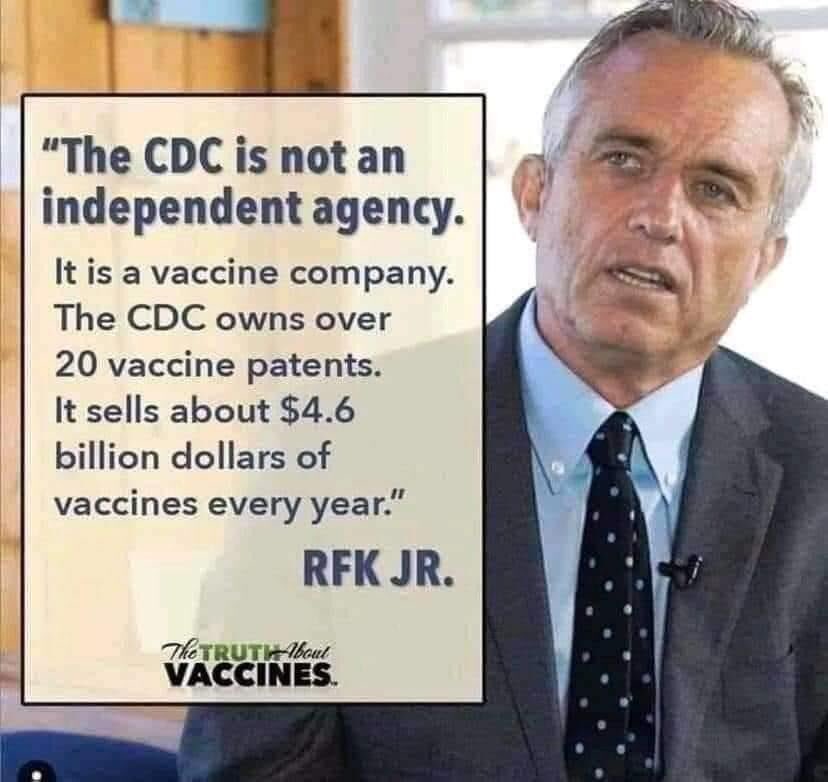 "The CDC is not an
independent agency.
It is a vaccine company.
The CDC owns over
20 vaccine patents.
It sells about $4.6
billion dollars of
vaccines every year."
RFK JR.
The TRUTH About
VACCINES™